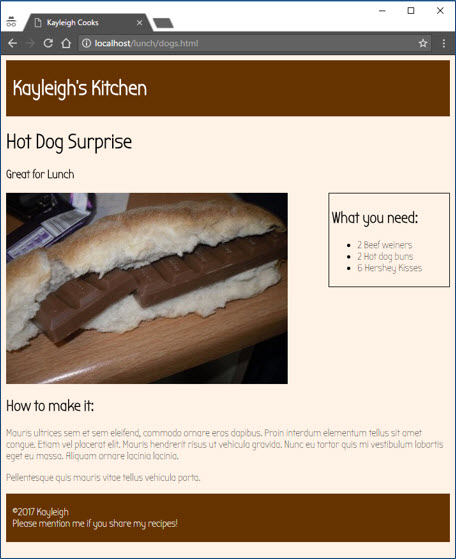 Kayleigh Cooks
localhost/lunch/dogs.html
Kayleigh's Kitchen
Hot Dog Surprise
Great for Lunch
What you need:
2 Beef weiners
2 Hot dog buns
6 Hershey Kisses
How to make it:
Mauris ultrices sem et sem eleifend, commodo ornare eros dapibus. Proin interdum elementum tellus sit amet
congue. Etiam vel placerat elit. Mauris hendrerit risus ut vehicula gravida. Nunc eu tortor quis mi vestibulum lobortis
eget eu massa. Aliquam ornare lacinia lacinia.
Pellentesque quis mauris vitae tellus vehicula porta.
©2017 Kayleigh
Please mention me if you share my recipes!